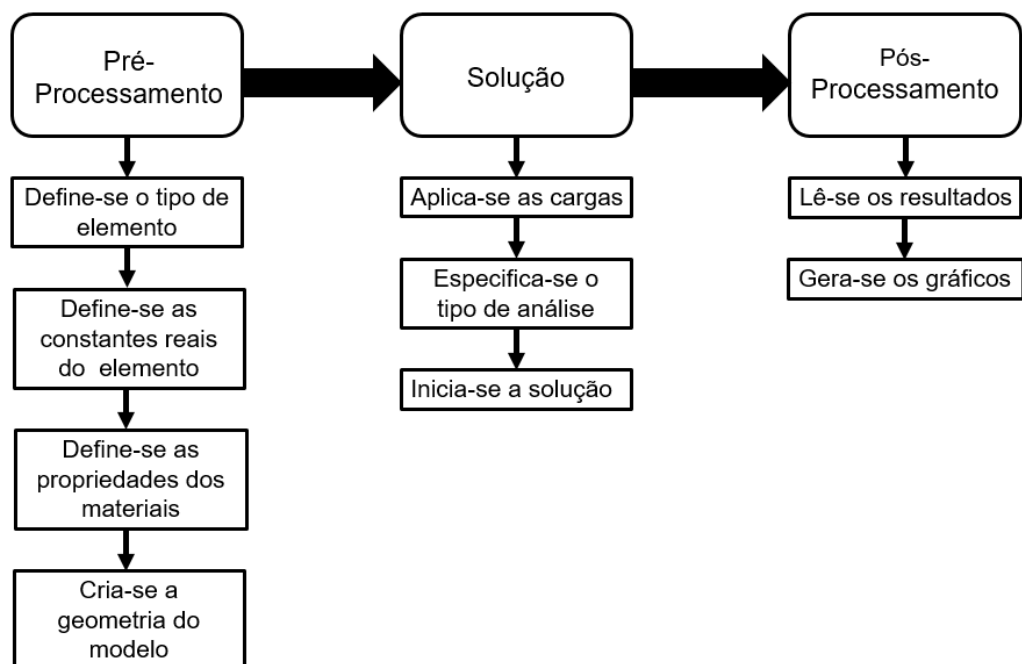 Pré-
Processamento
Solução
Pós-
Processamento
Define-se o tipo de
elemento
Define-se as
constantes reais
do elemento
Define-se as
propriedades dos
materiais
Cria-se a
geometria do
modelo
Aplica-se as cargas
Especifica-se o
tipo de análise
Inicia-se a solução
Lê-se os resultados
Gera-se os gráficos